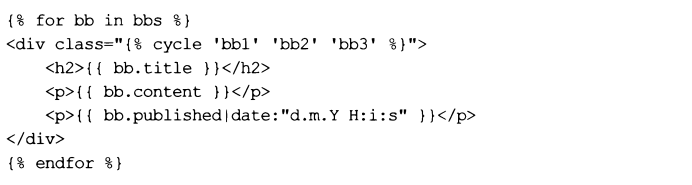 {% for bb in bbs %}
<div class="{% cycle 'bb1' 'bb2' 'bb3' %}">
    <h2>{{ bb.title }}</h2>
    <p>{{ bb.content }}</p>
    <p>{{ bb.published|date:"d.m.Y H:i:s" }}</p>
</div>
{% endfor %}